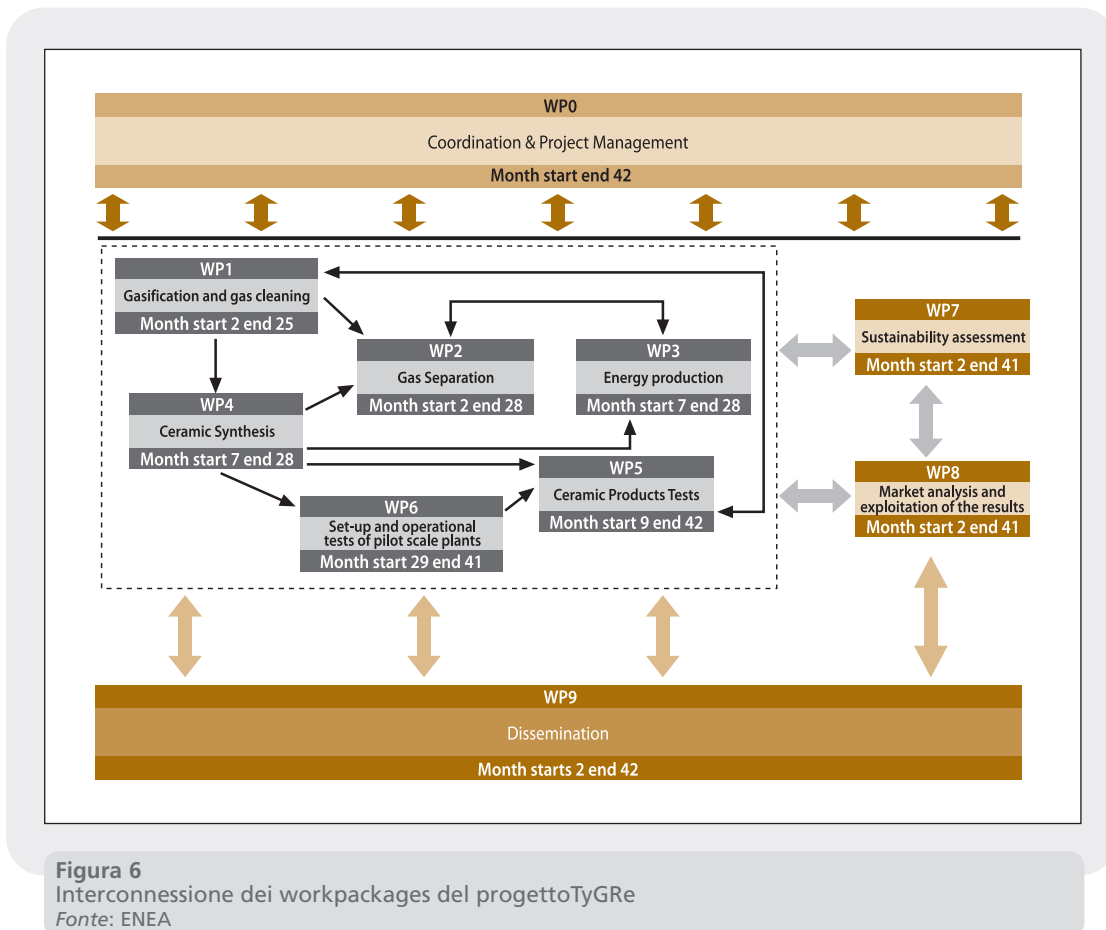 WP0
Coordination & Project Management
Month start end 42
WP1
Gasification and gas cleaning
Month start 2 end 25
WP2
Gas Separation
Month start 2 end 28
WP3
Energy production
Month start 7 end 28
WP4
Ceramic Synthesis
Month start 7 end 28
WP5
Ceramic Products Tests
Month start 9 end 42
WP6
Set-up and operational
tests of pilot scale plants
Month start 29 end 41
WP7
Sustainability assessment
Month start 2 end 41
WP8
Market analysis and
exploitation of the results
Month start 2 end 41
WP9
Dissemination
Month starts 2 end 42
Figura 6
Interconnessione dei workpackages del progettoTyGRe
Fonte: ENEA